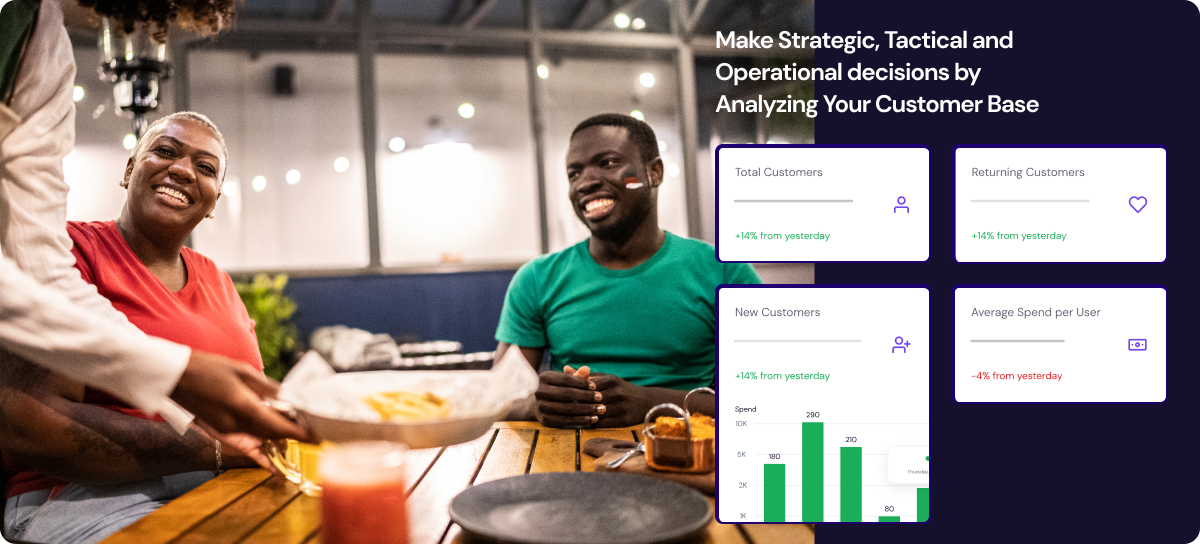 Make Strategic, Tactical and
Operational decisions by
Analyzing Your Customer Base
Total Customers
+14% from yesterday
Returning Customers
+14% from yesterday
New Customers
+14% from yesterday
Average Spend per User
-4% from yesterday
Spend
10K
5K
2K
1K
180
290
210
80
Thursday